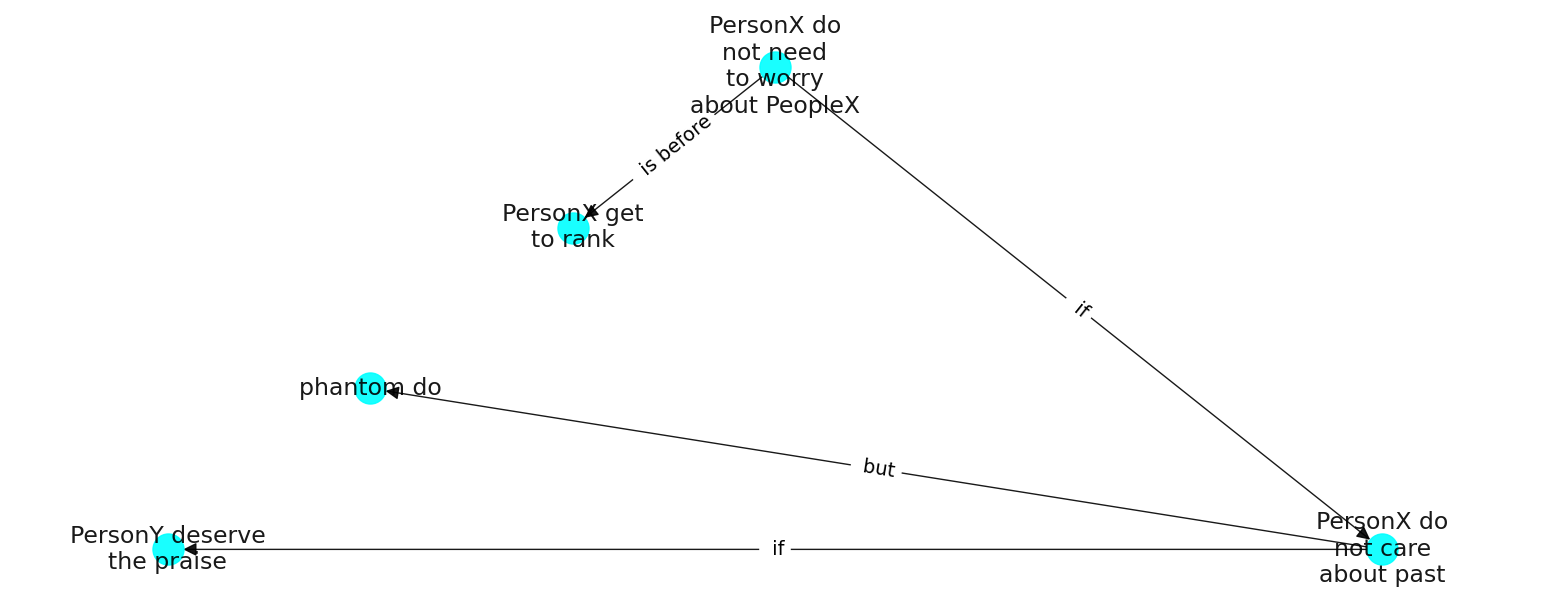 PersonX do
not need
to worry
about PeopleX
is before
PersonX get
to rank
if
phantom do
but
PersonY deserve
the praise
if
PersonX do
not care
about past